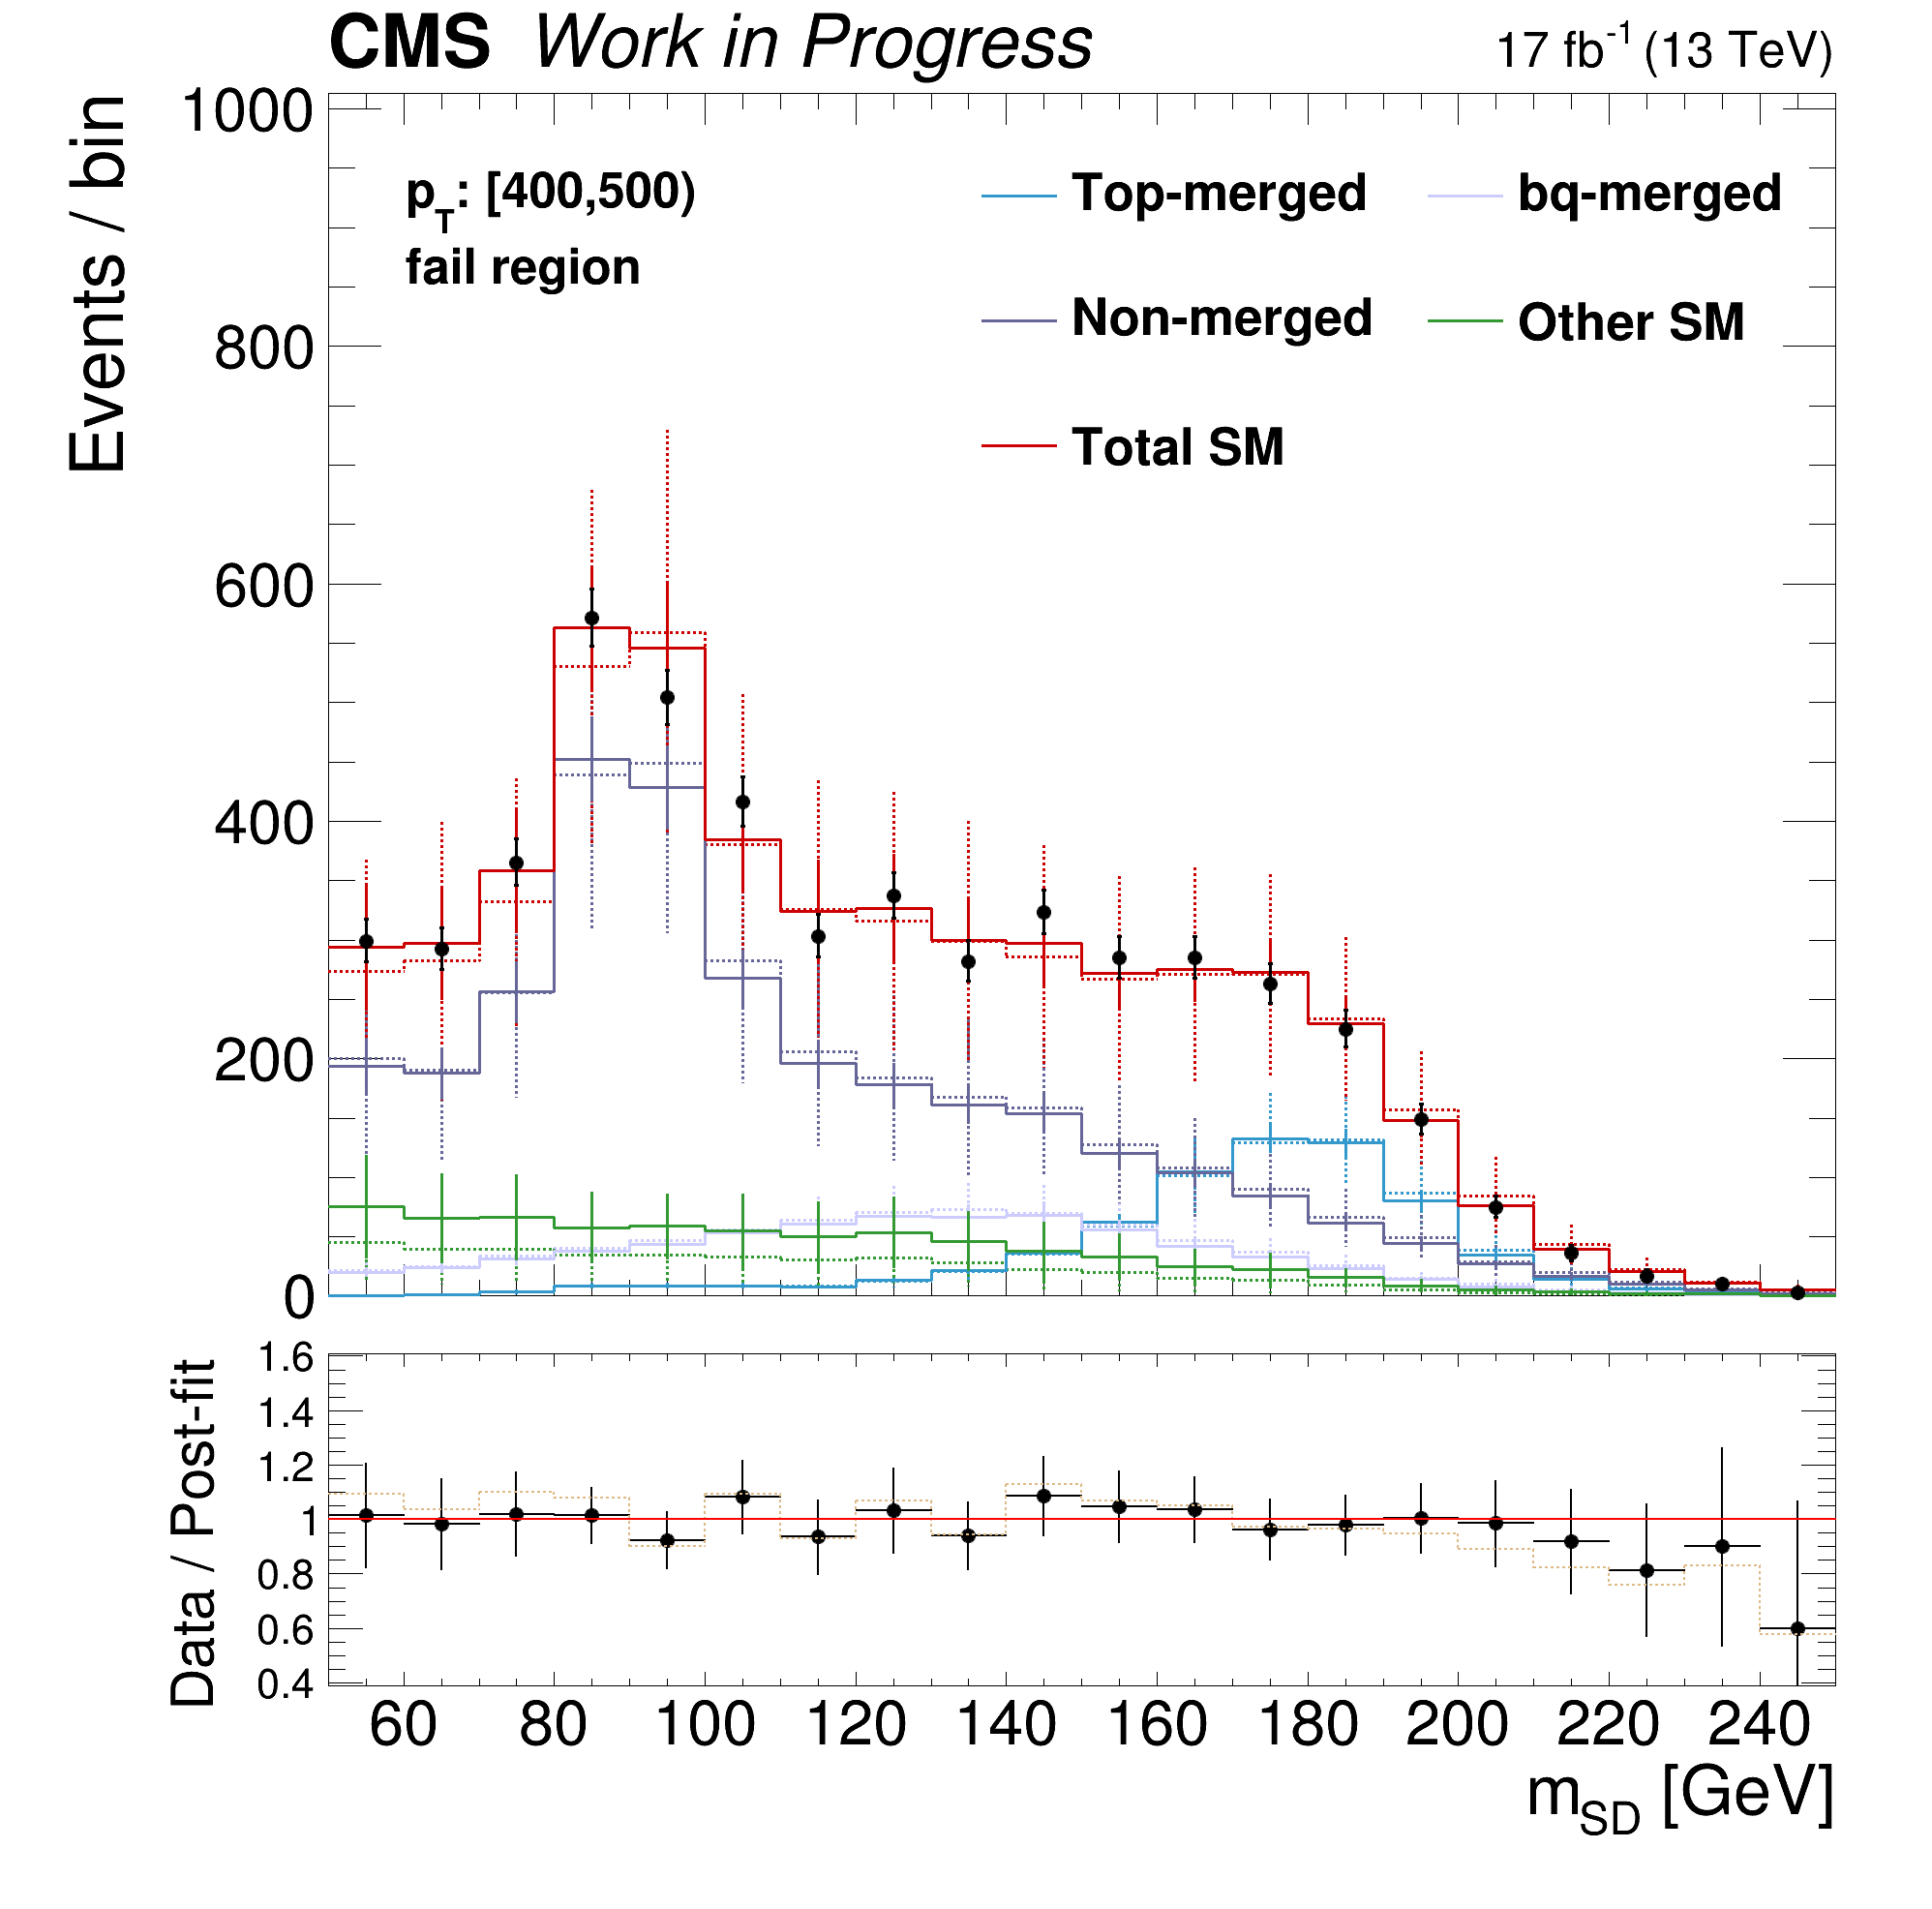 CMS Work in Progress
17 fb-1 (13 TeV)
Events / bin
1000
800
600
400
200
0
pT: [400,500)
fail region
Top-merged
bq-merged
Non-merged
Other SM
Total SM
Data / Post-fit
1.6
1.4
1.2
1
0.8
0.6
0.4
60 80 100 120 140 160 180 200 220 240
mSD [GeV]